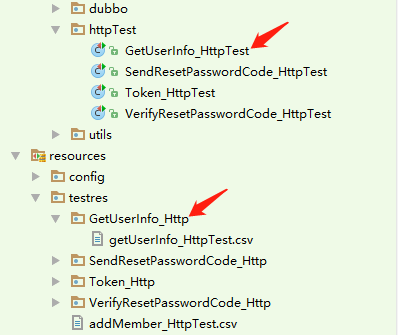 dubbo
httpTest
GetUserInfo_HttpTest
SendResetPasswordCode_HttpTest
Token_HttpTest
VerifyResetPasswordCode_HttpTest
utils
resources
config
testres
GetUserInfo_Http
getUserInfo_HttpTest.csv
SendResetPasswordCode_Http
Token_Http
VerifyResetPasswordCode_Http
addMember_HttpTest.csv